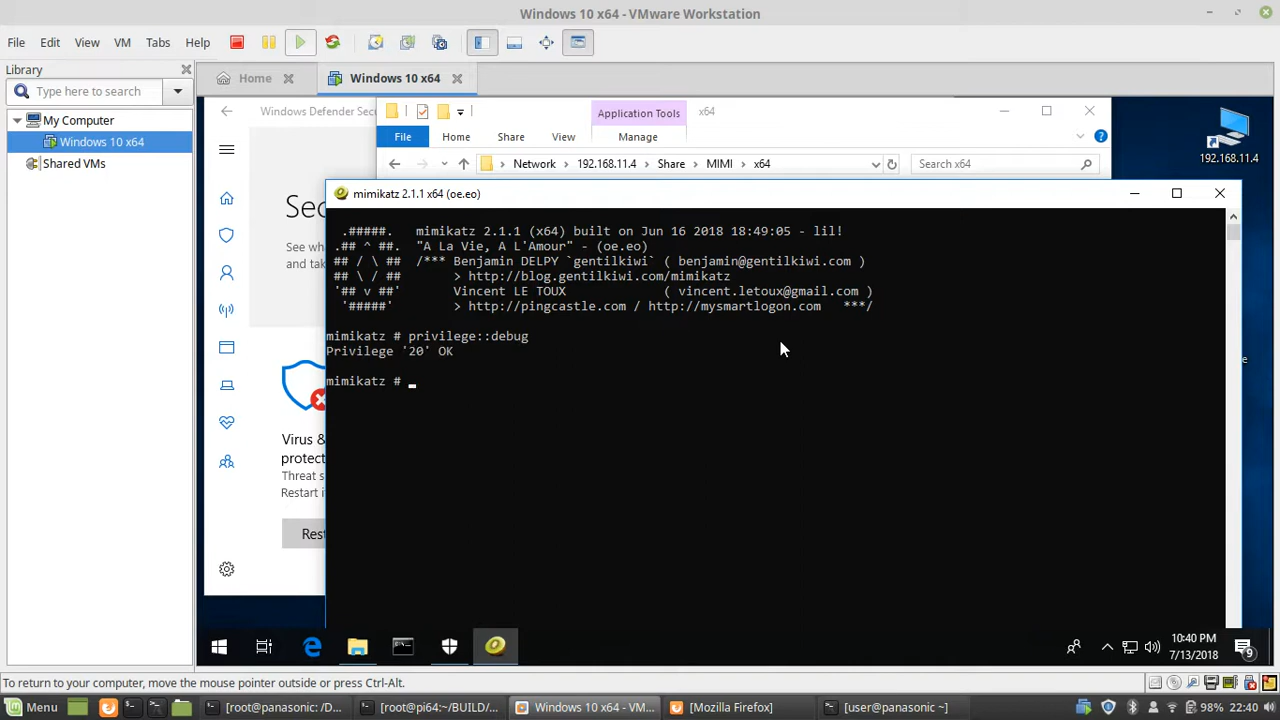 Windows 10 x64 - VMware Workstation
File Edit View VM Tabs Help
Library
Type here to search
My Computer
Windows 10 x64
Shared VMs
Home
Windows 10 x64
Windows Defender Sec
Application Tools
x64
File Home Share View Manage
Network > 192.168.11.4 > Share > MIMI > x64
Search x64
192.168.11.4
Sec
See wh
and tak
Virus &
protect
Threat s
Restart i
Rest
mimikatz 2.1.1 x64 (oe.eo)
.#####. mimikatz 2.1.1 (x64) built on Jun 16 2018 18:49:05 - lil!
.## ^ ##. "A La Vie, A L'Amour" - (oe.eo)
## / \ ## /*** Benjamin DELPY `gentilkiwi` ( benjamin@gentilkiwi.com )
## \ / ## > http://blog.gentilkiwi.com/mimikatz
'## v ##' Vincent LE TOUX ( vincent.letoux@gmail.com )
'#####' > http://pingcastle.com / http://mysmartlogon.com ***/
mimikatz # privilege::debug
Privilege '20' OK
mimikatz # _
e
10:40 PM
7/13/2018
9
To return to your computer, move the mouse pointer outside or press Ctrl-Alt.
Menu
[root@panasonic: /D...
[root@pi64:~/BUILD/...
Windows 10 x64 - VM...
[Mozilla Firefox]
[user@panasonic ~]
98%
22:40